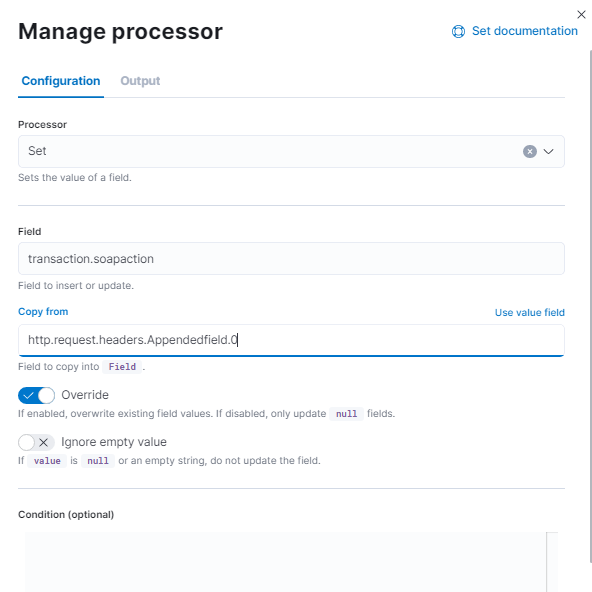 Manage processor
Set documentation
Configuration Output
Processor
Set
Sets the value of a field.
Field
transaction.soapaction
Field to insert or update.
Copy from Use value field
http.request.headers.Appendedfield.0
Field to copy into Field .
Override
If enabled, overwrite existing field values. If disabled, only update null fields.
Ignore empty value
If value is null or an empty string, do not update the field.
Condition (optional)